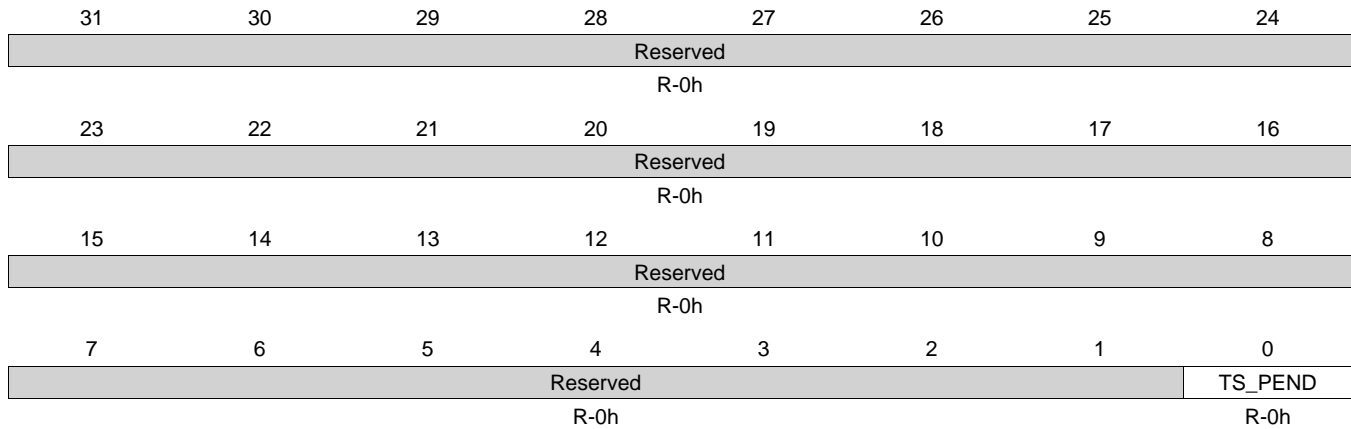 31 30 29 28 27 26 25 24
Reserved
R-0h
23 22 21 20 19 18 17 16
Reserved
R-0h
15 14 13 12 11 10 9 8
Reserved
R-0h
7 6 5 4 3 2 1 0
Reserved TS_PEND
R-0h R-0h